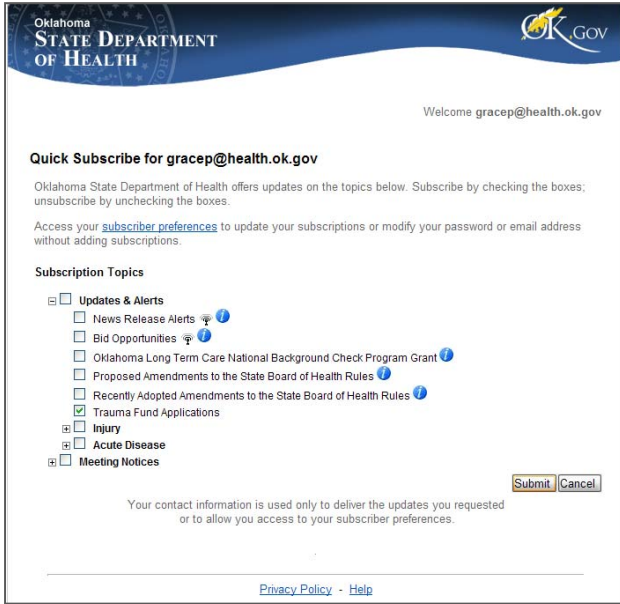 Oklahoma
STATE DEPARTMENT
OF HEALTH
OK.GOV
Welcome gracep@health.ok.gov
Quick Subscribe for gracep@health.ok.gov
Oklahoma State Department of Health offers updates on the topics below. Subscribe by checking the boxes;
unsubscribe by unchecking the boxes.
Access your subscriber preferences to update your subscriptions or modify your password or email address
without adding subscriptions.
Subscription Topics
Updates & Alerts
News Release Alerts
Bid Opportunities
Oklahoma Long Term Care National Background Check Program Grant
Proposed Amendments to the State Board of Health Rules
Recently Adopted Amendments to the State Board of Health Rules
Trauma Fund Applications
Injury
Acute Disease
Meeting Notices
Submit Cancel
Your contact information is used only to deliver the updates you requested
or to allow you access to your subscriber preferences.
Privacy Policy - Help